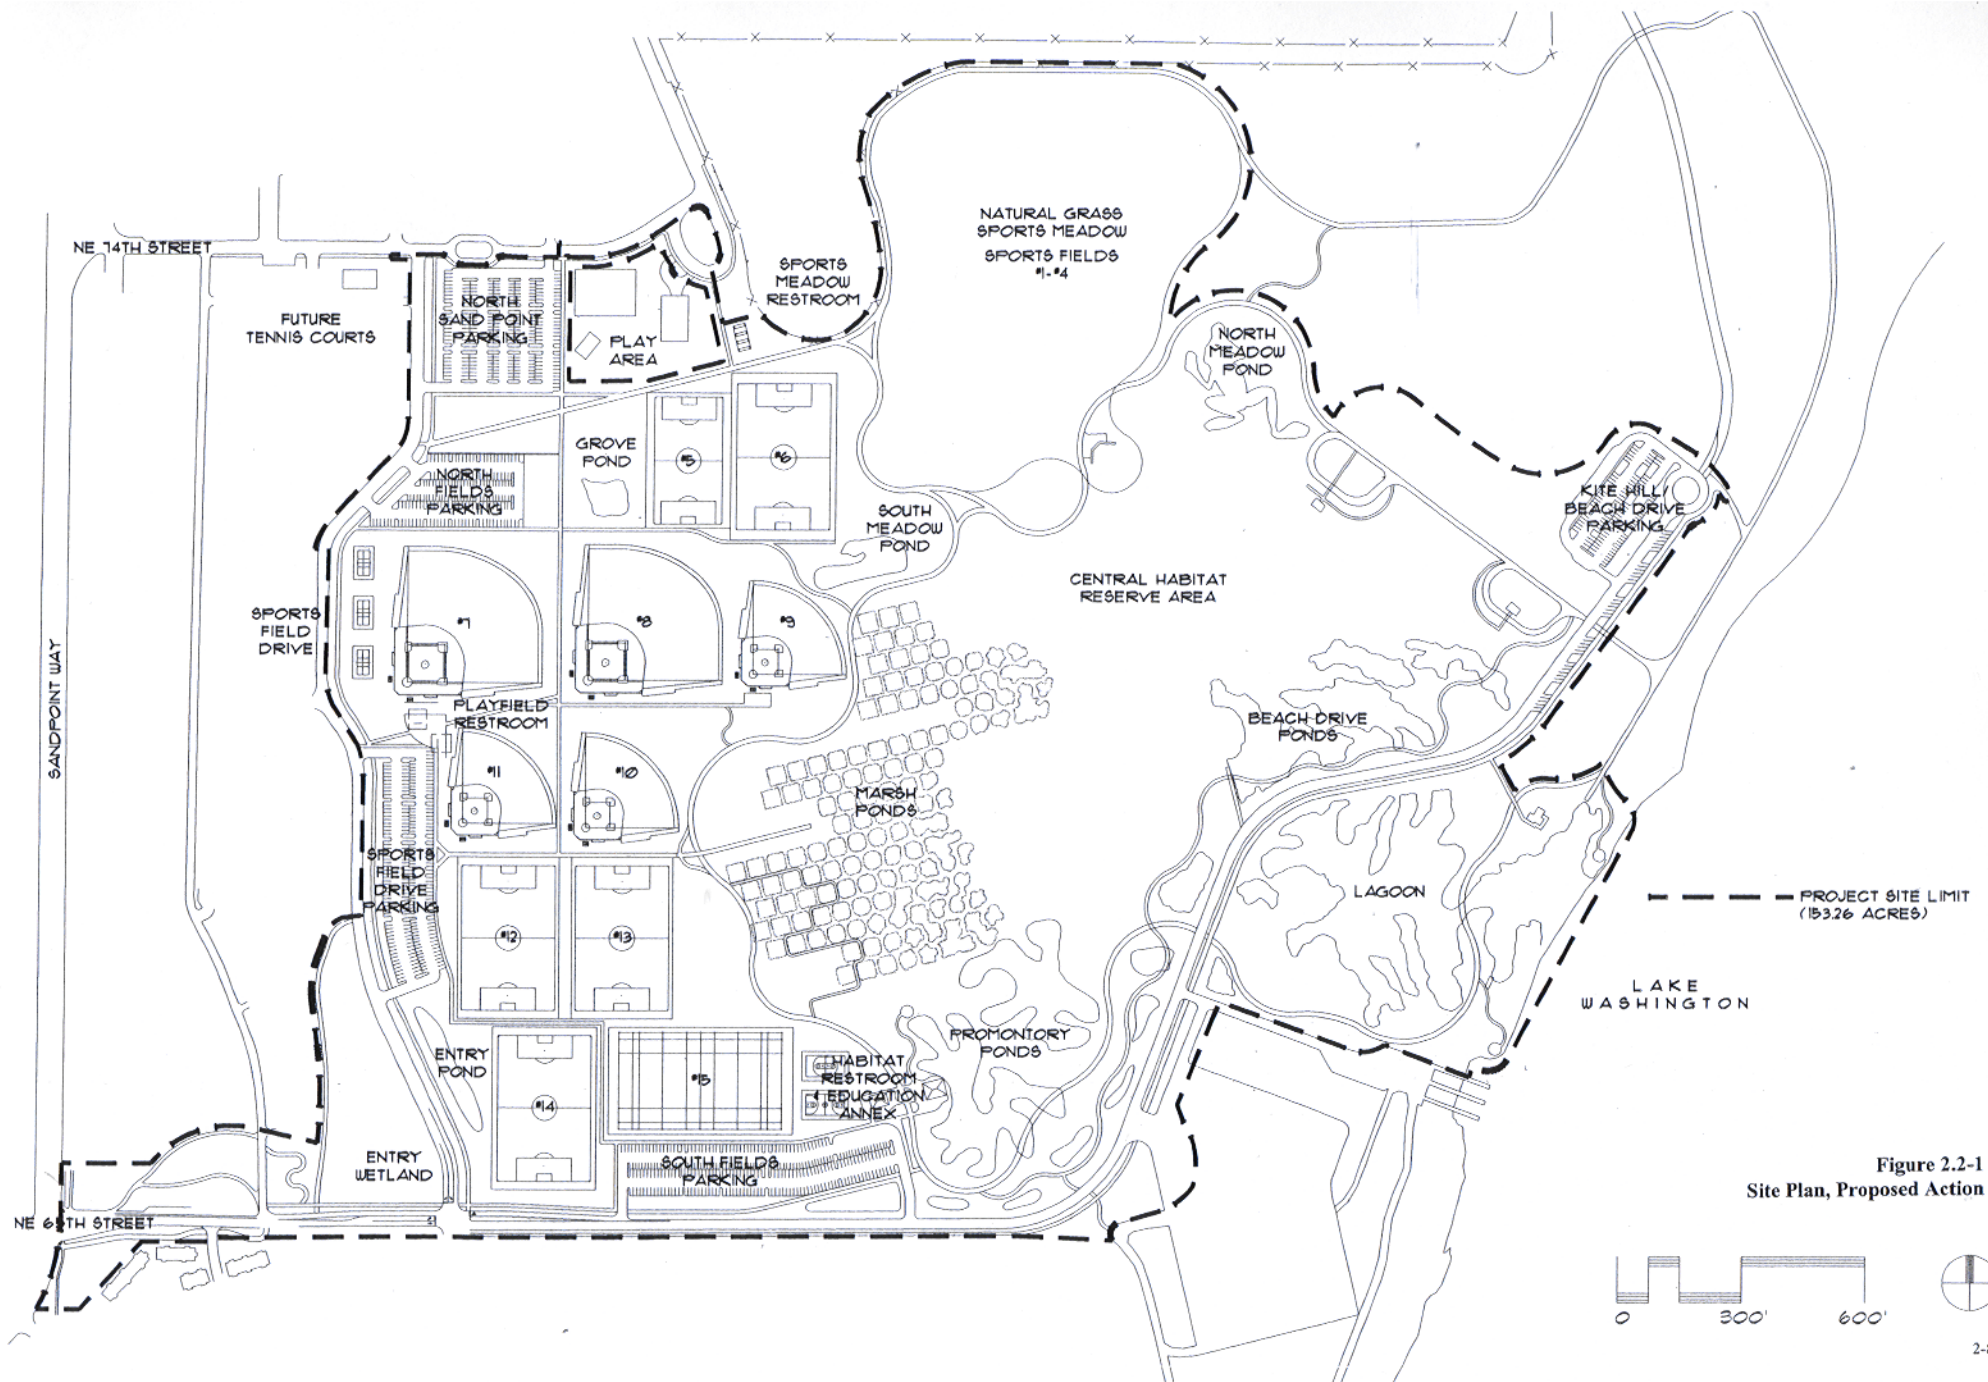 NE 74TH STREET
FUTURE
TENNIS COURTS
NORTH
SAND POINT
PARKING
PLAY
AREA
SPORTS
MEADOW
RESTROOM
NATURAL GRASS
SPORTS MEADOW
SPORTS FIELDS
#1-#4
NORTH
MEADOW
POND
GROVE
POND
#5
#6
NORTH
FIELDS
PARKING
SOUTH
MEADOW
POND
KITE HILL/
BEACH DRIVE
PARKING
CENTRAL HABITAT
RESERVE AREA
SPORTS
FIELD
DRIVE
#7
#8
#9
SANDPOINT WAY
PLAYFIELD
RESTROOM
BEACH DRIVE
PONDS
#11
#10
MARSH
PONDS
SPORTS
FIELD
DRIVE
PARKING
LAGOON
PROJECT SITE LIMIT
(153.26 ACRES)
#12
#13
LAKE
WASHINGTON
ENTRY
POND
#14
#15
HABITAT
RESTROOM
& EDUCATION
ANNEX
PROMONTORY
PONDS
ENTRY
WETLAND
SOUTH FIELDS
PARKING
NE 65TH STREET
Figure 2.2-1
Site Plan, Proposed Action
0 300' 600'